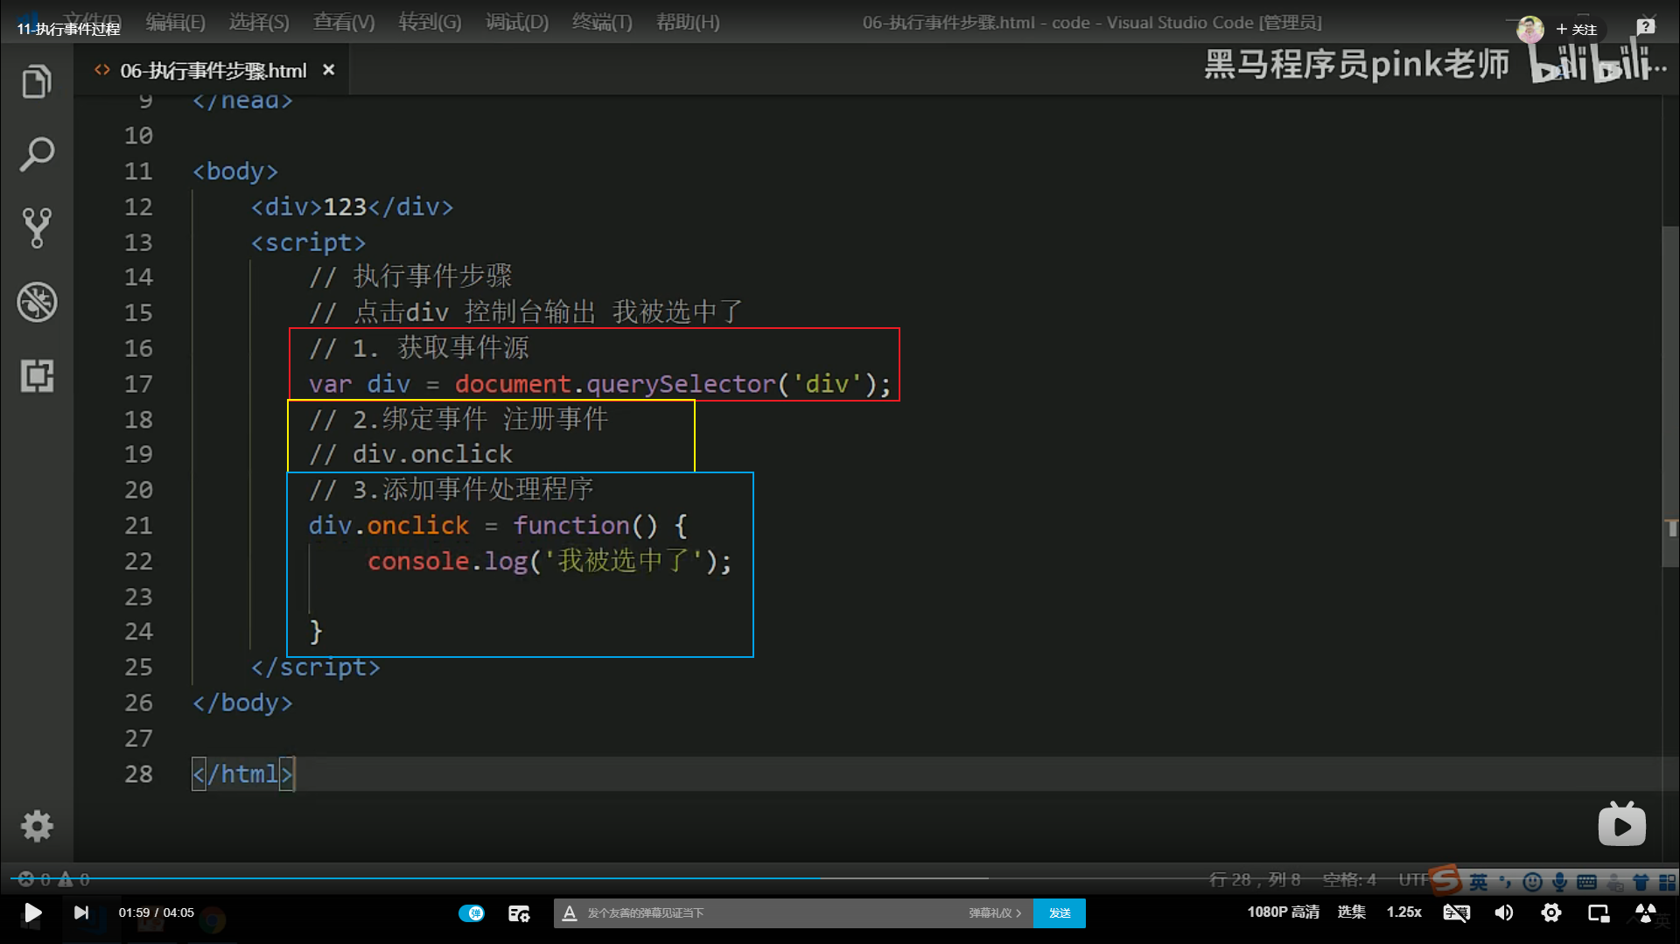 11-执行事件过程
文件(F) 编辑(E) 选择(S) 查看(V) 转到(G) 调试(D) 终端(T) 帮助(H)
06-执行事件步骤.html - code - Visual Studio Code [管理员]
+ 关注
06-执行事件步骤.html ×
黑马程序员pink老师 bilibili
9 </head>
10
11 <body>
12 <div>123</div>
13 <script>
14 // 执行事件步骤
15 // 点击div 控制台输出 我被选中了
16 // 1. 获取事件源
17 var div = document.querySelector('div');
18 // 2.绑定事件 注册事件
19 // div.onclick
20 // 3.添加事件处理程序
21 div.onclick = function() {
22 console.log('我被选中了');
23
24 }
25 </script>
26 </body>
27
28 </html>
0 0
行 28，列 8 空格: 4 UTF
英
01:59 / 04:05
弹
发个友善的弹幕见证当下
弹幕礼仪 >
发送
1080P 高清 选集 1.25x
字幕